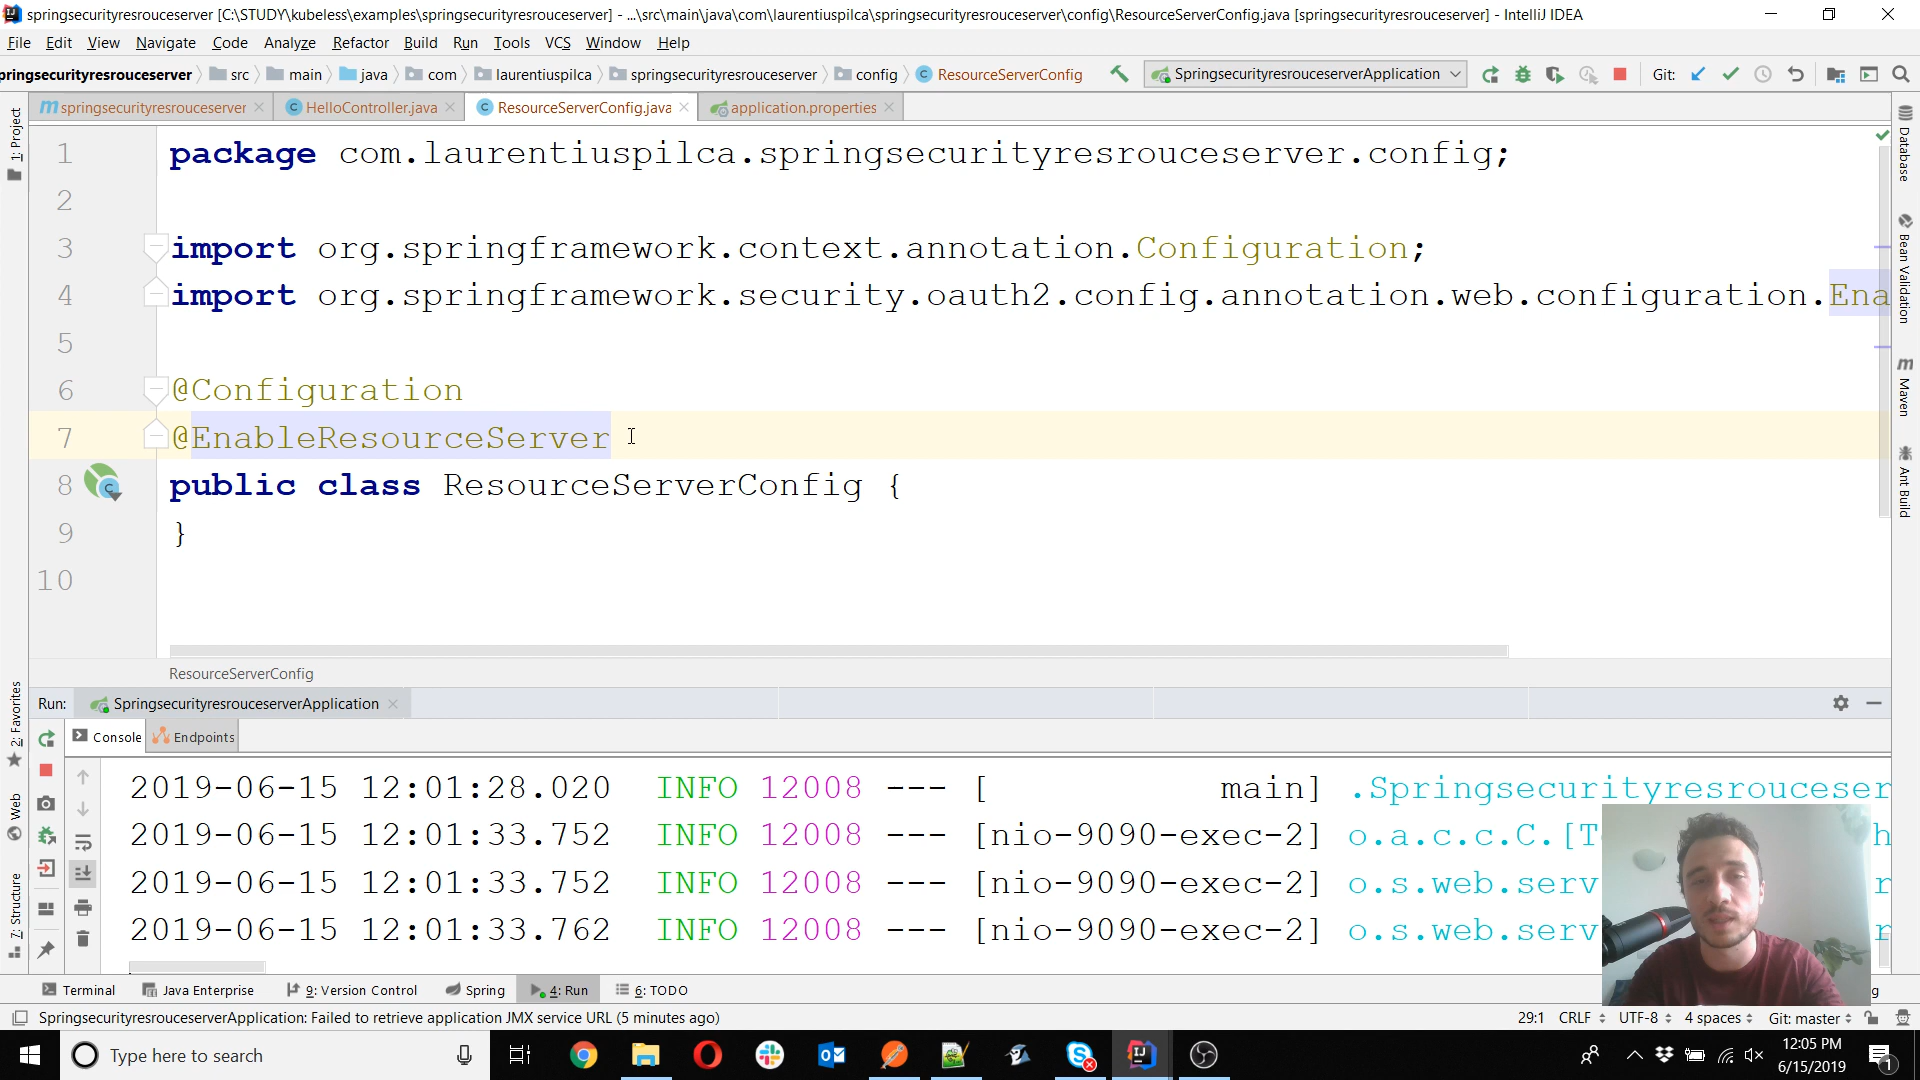 springsecurityresrouceserver [C:\STUDY\kubeless\examples\springsecurityresrouceserver] - ...\src\main\java\com\laurentiuspilca\springsecurityresrouceserver\config\ResourceServerConfig.java [springsecurityresrouceserver] - IntelliJ IDEA
File Edit View Navigate Code Analyze Refactor Build Run Tools VCS Window Help
pringsecurityresrouceserver src main java com laurentiuspilca springsecurityresrouceserver config ResourceServerConfig SpringsecurityresrouceserverApplication Git:
springsecurityresrouceserver HelloController.java ResourceServerConfig.java application.properties
1: Project
Database
Bean Validation
Maven
Ant Build
1 package com.laurentiuspilca.springsecurityresrouceserver.config;
2
3 import org.springframework.context.annotation.Configuration;
4 import org.springframework.security.oauth2.config.annotation.web.configuration.Ena
5
6 @Configuration
7 @EnableResourceServer
8 public class ResourceServerConfig {
9 }
10
ResourceServerConfig
2: Favorites
Web
7: Structure
Run: SpringsecurityresrouceserverApplication
Console Endpoints
2019-06-15 12:01:28.020 INFO 12008 --- [ main] .Springsecurityresrouceser
2019-06-15 12:01:33.752 INFO 12008 --- [nio-9090-exec-2] o.a.c.c.C.[T
2019-06-15 12:01:33.752 INFO 12008 --- [nio-9090-exec-2] o.s.web.serv
2019-06-15 12:01:33.762 INFO 12008 --- [nio-9090-exec-2] o.s.web.serv
Terminal Java Enterprise 9: Version Control Spring 4: Run 6: TODO
SpringsecurityresrouceserverApplication: Failed to retrieve application JMX service URL (5 minutes ago) 29:1 CRLF UTF-8 4 spaces Git: master
Type here to search
12:05 PM
6/15/2019
1